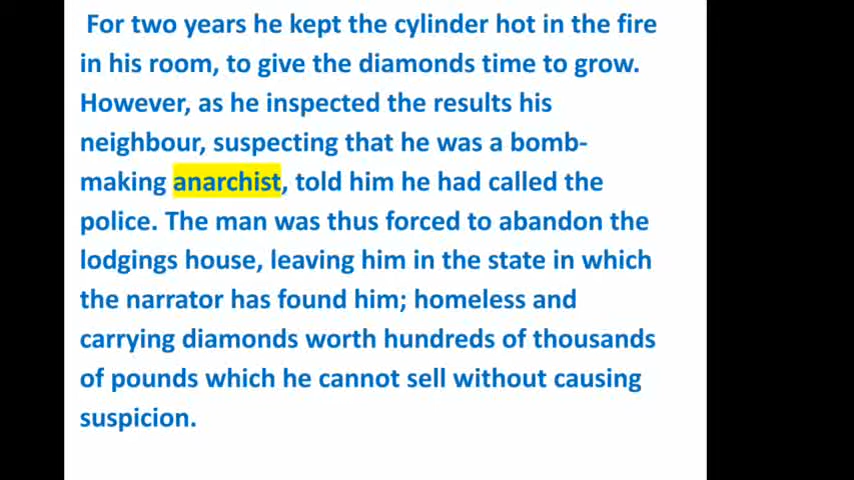 For two years he kept the cylinder hot in the fire
in his room, to give the diamonds time to grow.
However, as he inspected the results his
neighbour, suspecting that he was a bomb-
making anarchist, told him he had called the
police. The man was thus forced to abandon the
lodgings house, leaving him in the state in which
the narrator has found him; homeless and
carrying diamonds worth hundreds of thousands
of pounds which he cannot sell without causing
suspicion.